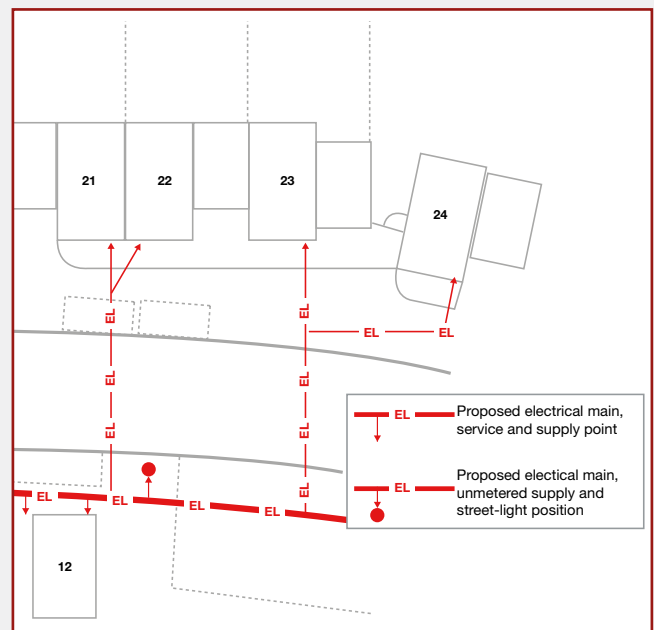 21
22
23
24
EL
EL
EL
EL
EL
EL
EL
EL
EL
EL
EL
EL
12
EL
Proposed electrical main,
service and supply point
EL
Proposed electical main,
unmetered supply and
street-light position